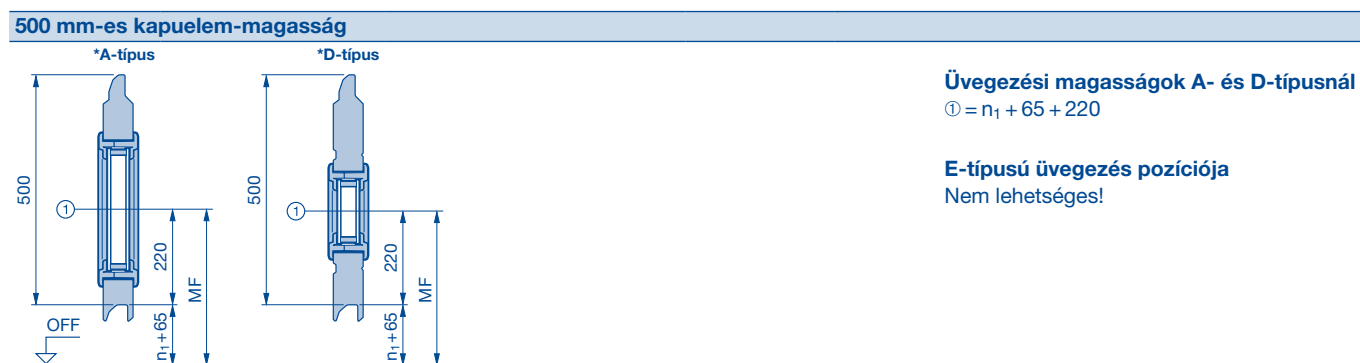 500 mm-es kapuelem-magasság
*A-típus
*D-típus
500
①
220
MF
n₁ + 65
OFF
500
①
220
MF
n₁ + 65
Üvegezési magasságok A- és D-típusnál
① = n₁ + 65 + 220
E-típusú üvegezés pozíciója
Nem lehetséges!